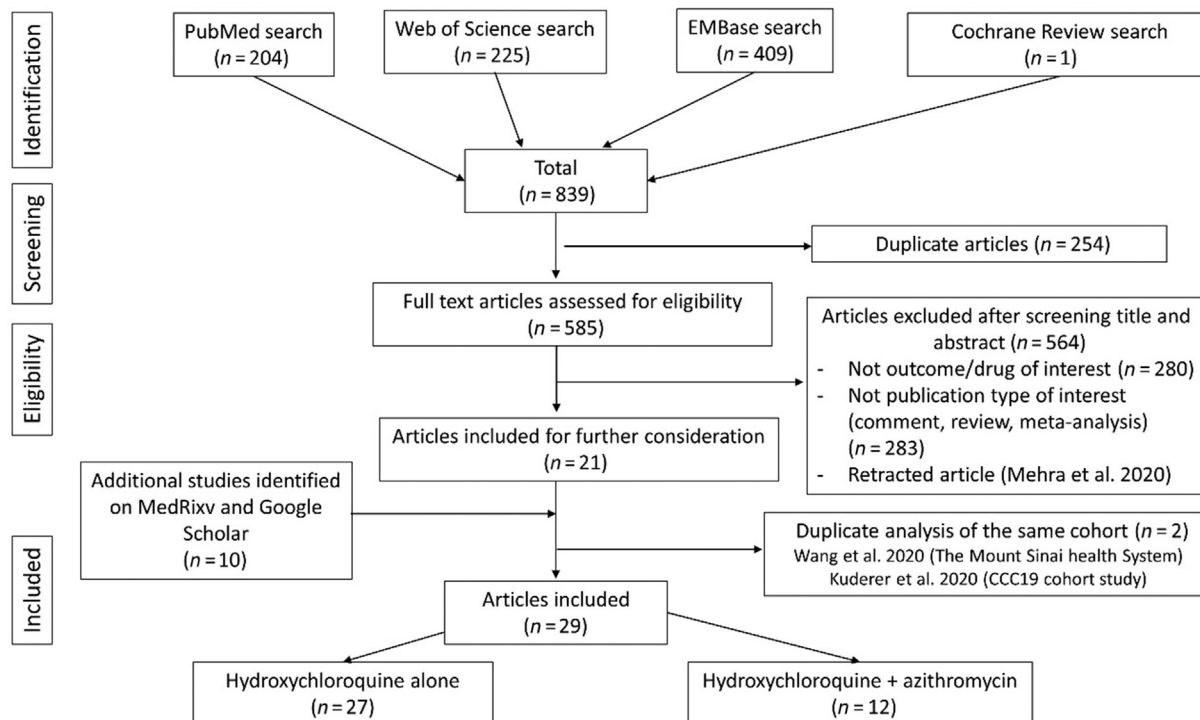 Identification
PubMed search
(n = 204)
Web of Science search
(n = 225)
EMBase search
(n = 409)
Cochrane Review search
(n = 1)
Total
(n = 839)
Screening
Duplicate articles (n = 254)
Full text articles assessed for eligibility
(n = 585)
Eligibility
Articles excluded after screening title and
abstract (n = 564)
- Not outcome/drug of interest (n = 280)
- Not publication type of interest
(comment, review, meta-analysis)
(n = 283)
- Retracted article (Mehra et al. 2020)
Articles included for further consideration
(n = 21)
Additional studies identified
on MedRixv and Google
Scholar
(n = 10)
Duplicate analysis of the same cohort (n = 2)
Wang et al. 2020 (The Mount Sinai health System)
Kuderer et al. 2020 (CCC19 cohort study)
Included
Articles included
(n = 29)
Hydroxychloroquine alone
(n = 27)
Hydroxychloroquine + azithromycin
(n = 12)